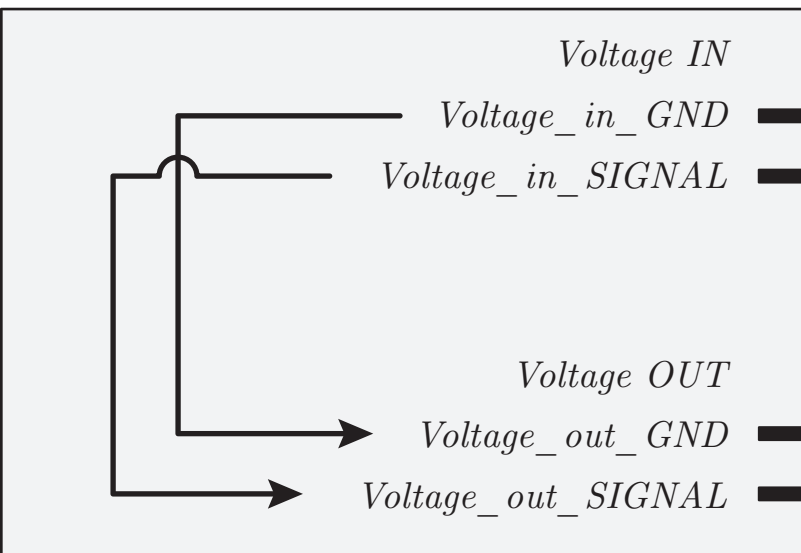 Voltage IN
Voltage_in_GND
Voltage_in_SIGNAL
Voltage OUT
Voltage_out_GND
Voltage_out_SIGNAL